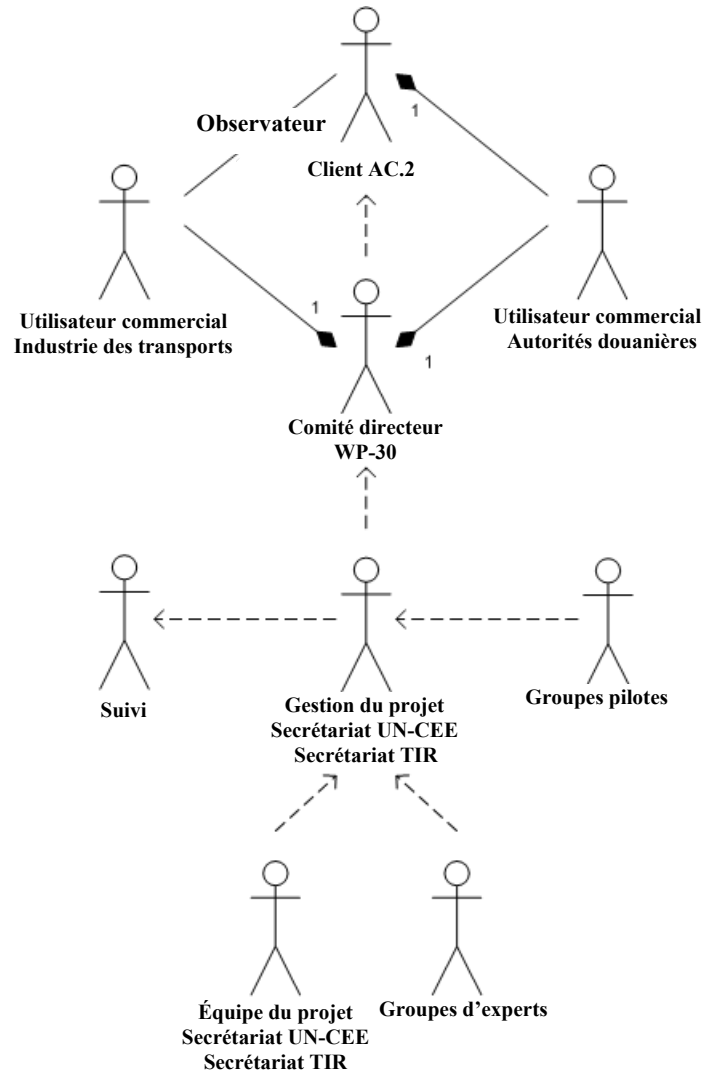 Observateur
1
Client AC.2
Utilisateur commercial
Industrie des transports
1
Utilisateur commercial
Autorités douanières
1
Comité directeur
WP-30
Suivi
Gestion du projet
Secrétariat UN-CEE
Secrétariat TIR
Groupes pilotes
Équipe du projet
Secrétariat UN-CEE
Secrétariat TIR
Groupes d'experts